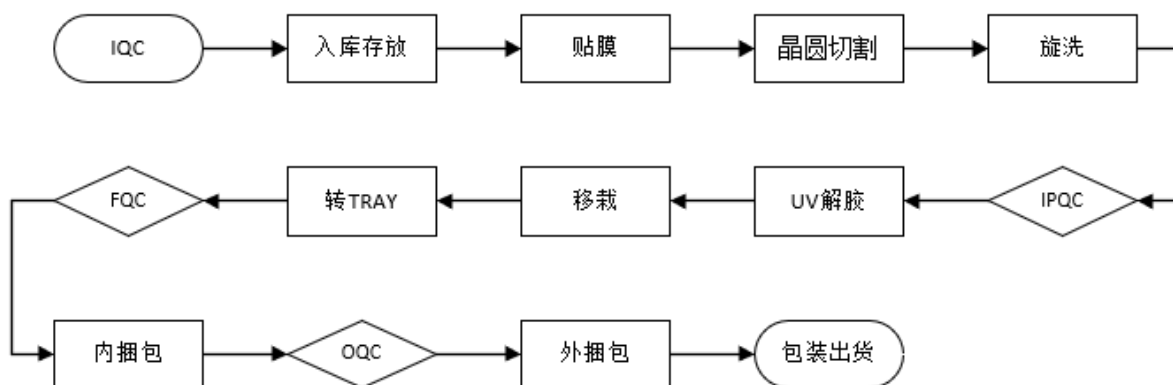 IQC
入库存放
贴膜
晶圆切割
旋洗
IPQC
UV解胶
移栽
转TRAY
FQC
内捆包
OQC
外捆包
包装出货